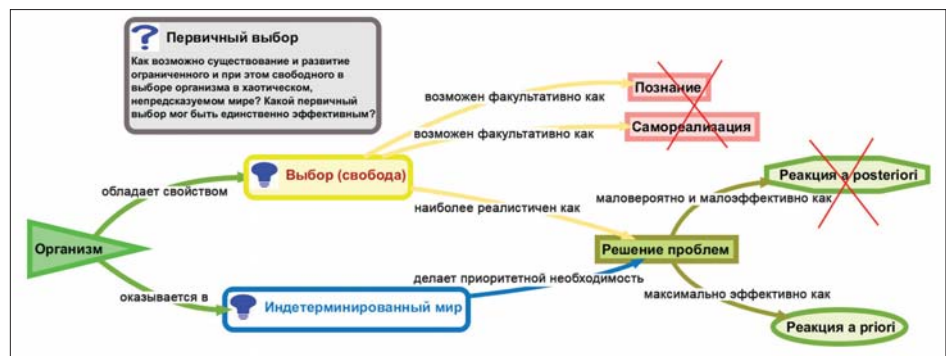 Первичный выбор
Как возможно существование и развитие
ограниченного и при этом свободного в
выборе организма в хаотическом,
непредсказуемом мире? Какой первичный
выбор мог быть единственно эффективным?
возможен факультативно как
Познание
возможен факультативно как
Самореализация
обладает свойством
Выбор (свобода)
Реакция a posteriori
маловероятно и малоэффективно как
наиболее реалистичен как
Организм
Решение проблем
делает приоритетной необходимость
оказывается в
Индетерминированный мир
максимально эффективно как
Реакция a priori